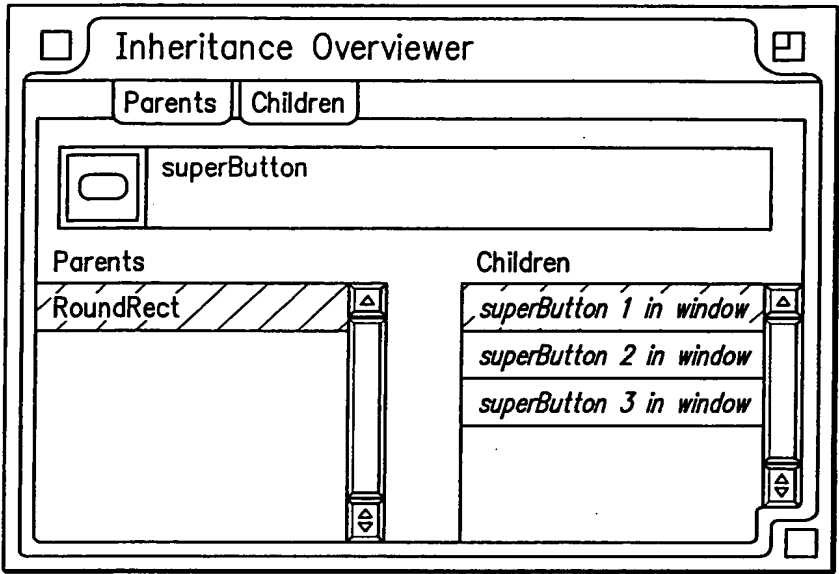 Inheritance Overviewer
Parents Children
superButton
Parents
RoundRect
Children
superButton 1 in window
superButton 2 in window
superButton 3 in window